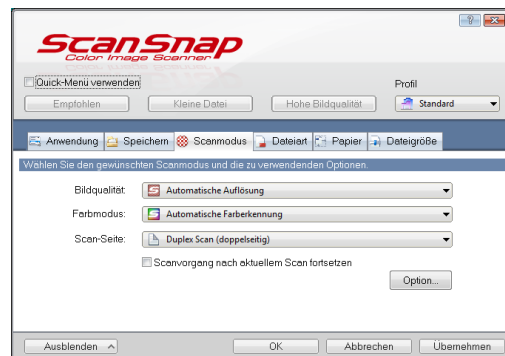 ScanSnap
Color Image Scanner
Quick-Menü verwenden
Profil
Empfohlen Kleine Datei Hohe Bildqualität Standard
Anwendung Speichern Scanmodus Dateiart Papier Dateigröße
Wählen Sie den gewünschten Scanmodus und die zu verwendenden Optionen.
Bildqualität: Automatische Auflösung
Farbmodus: Automatische Farberkennung
Scan-Seite: Duplex Scan (doppelseitig)
Scanvorgang nach aktuellem Scan fortsetzen
Option...
Ausblenden OK Abbrechen Übernehmen